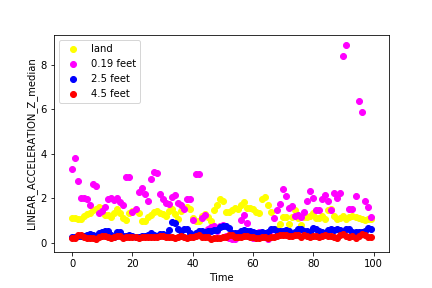 land
0.19 feet
2.5 feet
4.5 feet
LINEAR_ACCELERATION_Z_median
8
6
4
2
0
0 20 40 60 80 100
Time